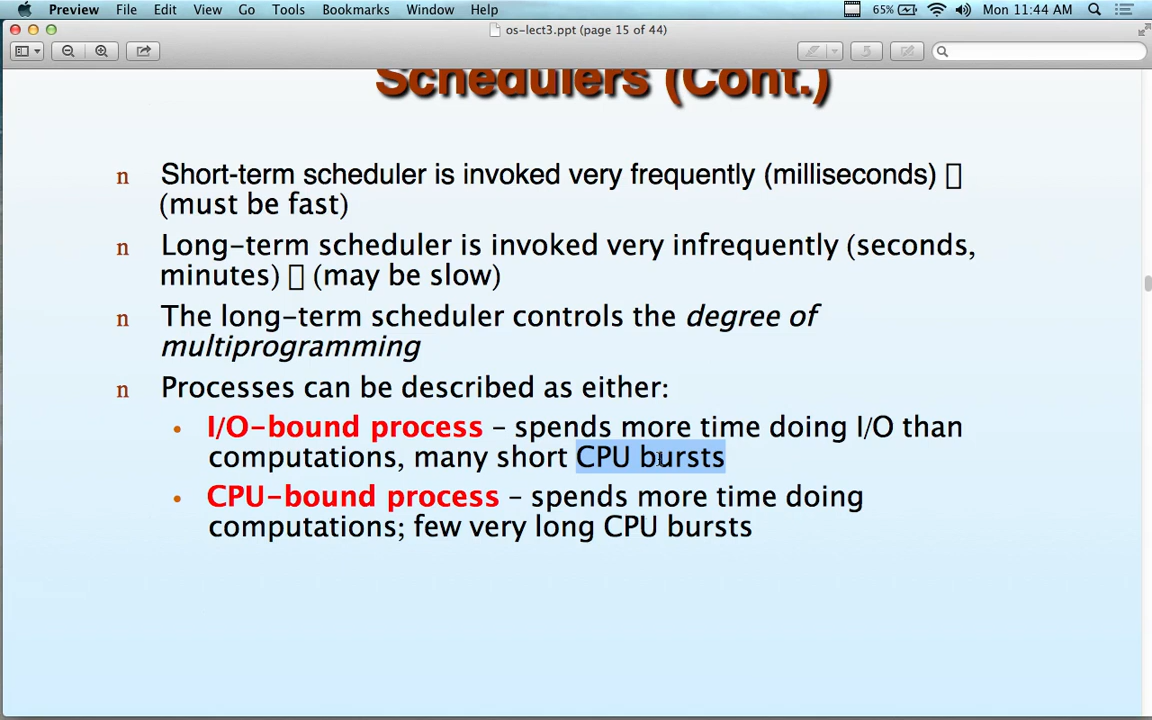 Preview File Edit View Go Tools Bookmarks Window Help 65% Mon 11:44 AM
os-lect3.ppt (page 15 of 44)
Schedulers (Cont.)
n Short-term scheduler is invoked very frequently (milliseconds) 
(must be fast)
n Long-term scheduler is invoked very infrequently (seconds,
minutes)  (may be slow)
n The long-term scheduler controls the degree of
multiprogramming
n Processes can be described as either:
• I/O-bound process – spends more time doing I/O than
computations, many short CPU bursts
• CPU-bound process – spends more time doing
computations; few very long CPU bursts